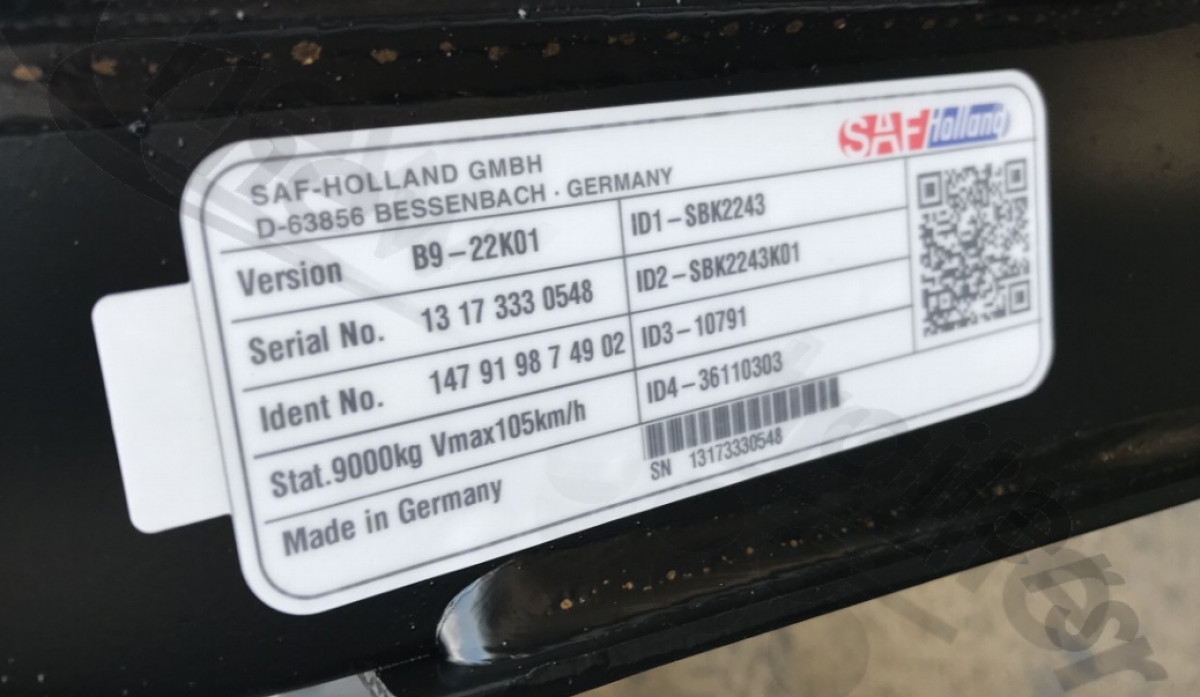 SAF Holland
SAF-HOLLAND GMBH
D-63856 BESSENBACH . GERMANY
Version B9-22K01
Serial No. 13 17 333 0548
Ident No. 147 91 98 7 49 02
Stat.9000kg Vmax105km/h
Made in Germany
ID1-SBK2243
ID2-SBK2243K01
ID3-10791
ID4-36110303
SN 13173330548